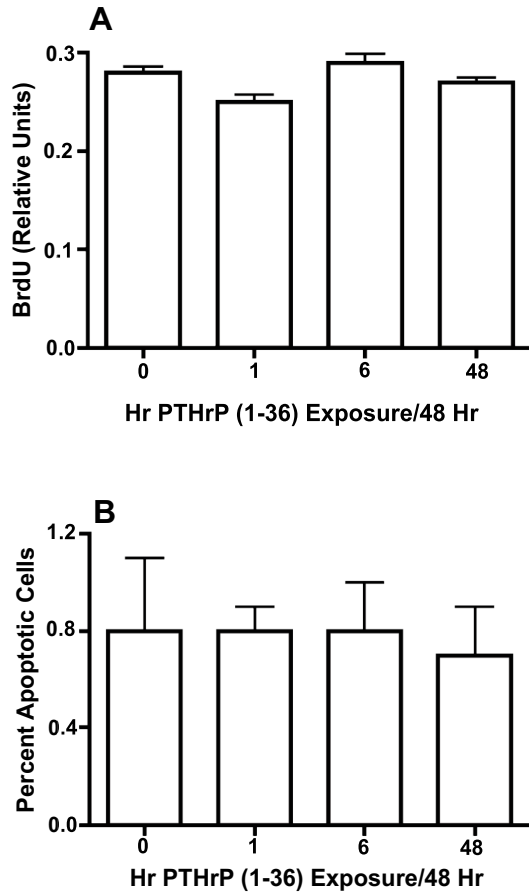 A
BrdU (Relative Units)
0.3
0.2
0.1
0.0
0 1 6 48
Hr PTHrP (1-36) Exposure/48 Hr
B
Percent Apoptotic Cells
1.2
0.8
0.4
0.0
0 1 6 48
Hr PTHrP (1-36) Exposure/48 Hr